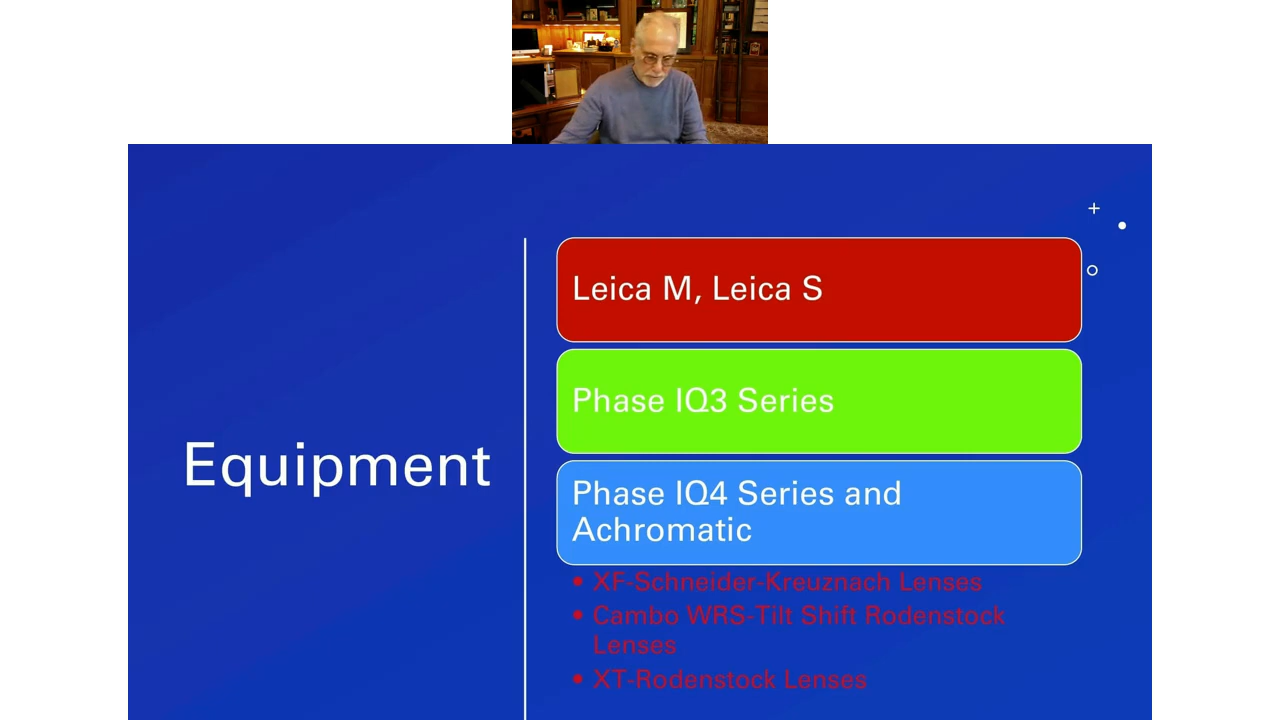 Equipment
Leica M, Leica S
Phase IQ3 Series
Phase IQ4 Series and
Achromatic
• XF-Schneider-Kreuznach Lenses
• Cambo WRS-Tilt Shift Rodenstock
Lenses
• XT-Rodenstock Lenses